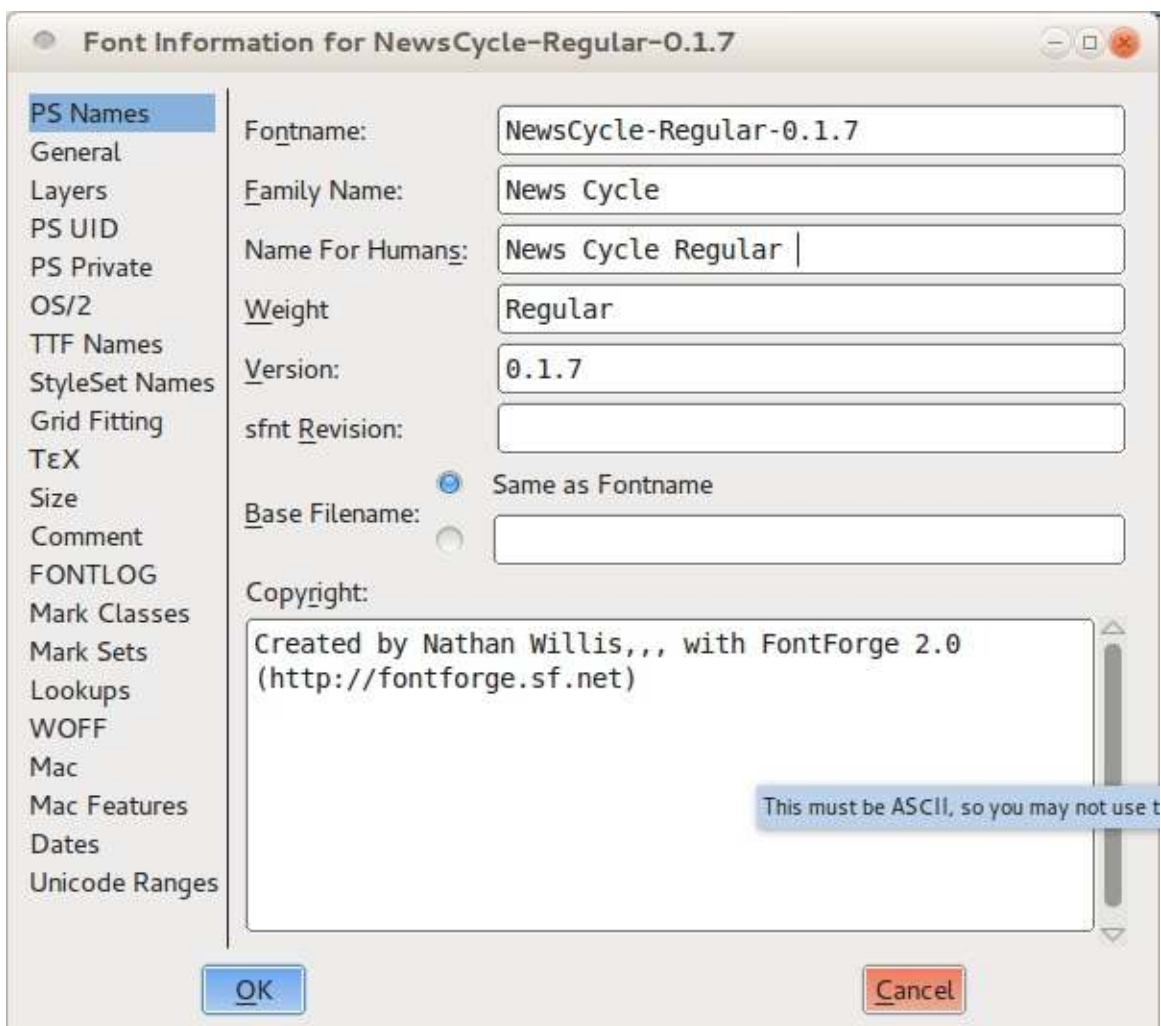 Font Information for NewsCycle-Regular-0.1.7
PS Names
General
Layers
PS UID
PS Private
OS/2
TTF Names
StyleSet Names
Grid Fitting
TεX
Size
Comment
FONTLOG
Mark Classes
Mark Sets
Lookups
WOFF
Mac
Mac Features
Dates
Unicode Ranges
Fontname: NewsCycle-Regular-0.1.7
Family Name: News Cycle
Name For Humans: News Cycle Regular
Weight Regular
Version: 0.1.7
sfnt Revision:
Same as Fontname
Base Filename:
Copyright:
Created by Nathan Willis,,, with FontForge 2.0
(http://fontforge.sf.net)
This must be ASCII, so you may not use t
OK
Cancel